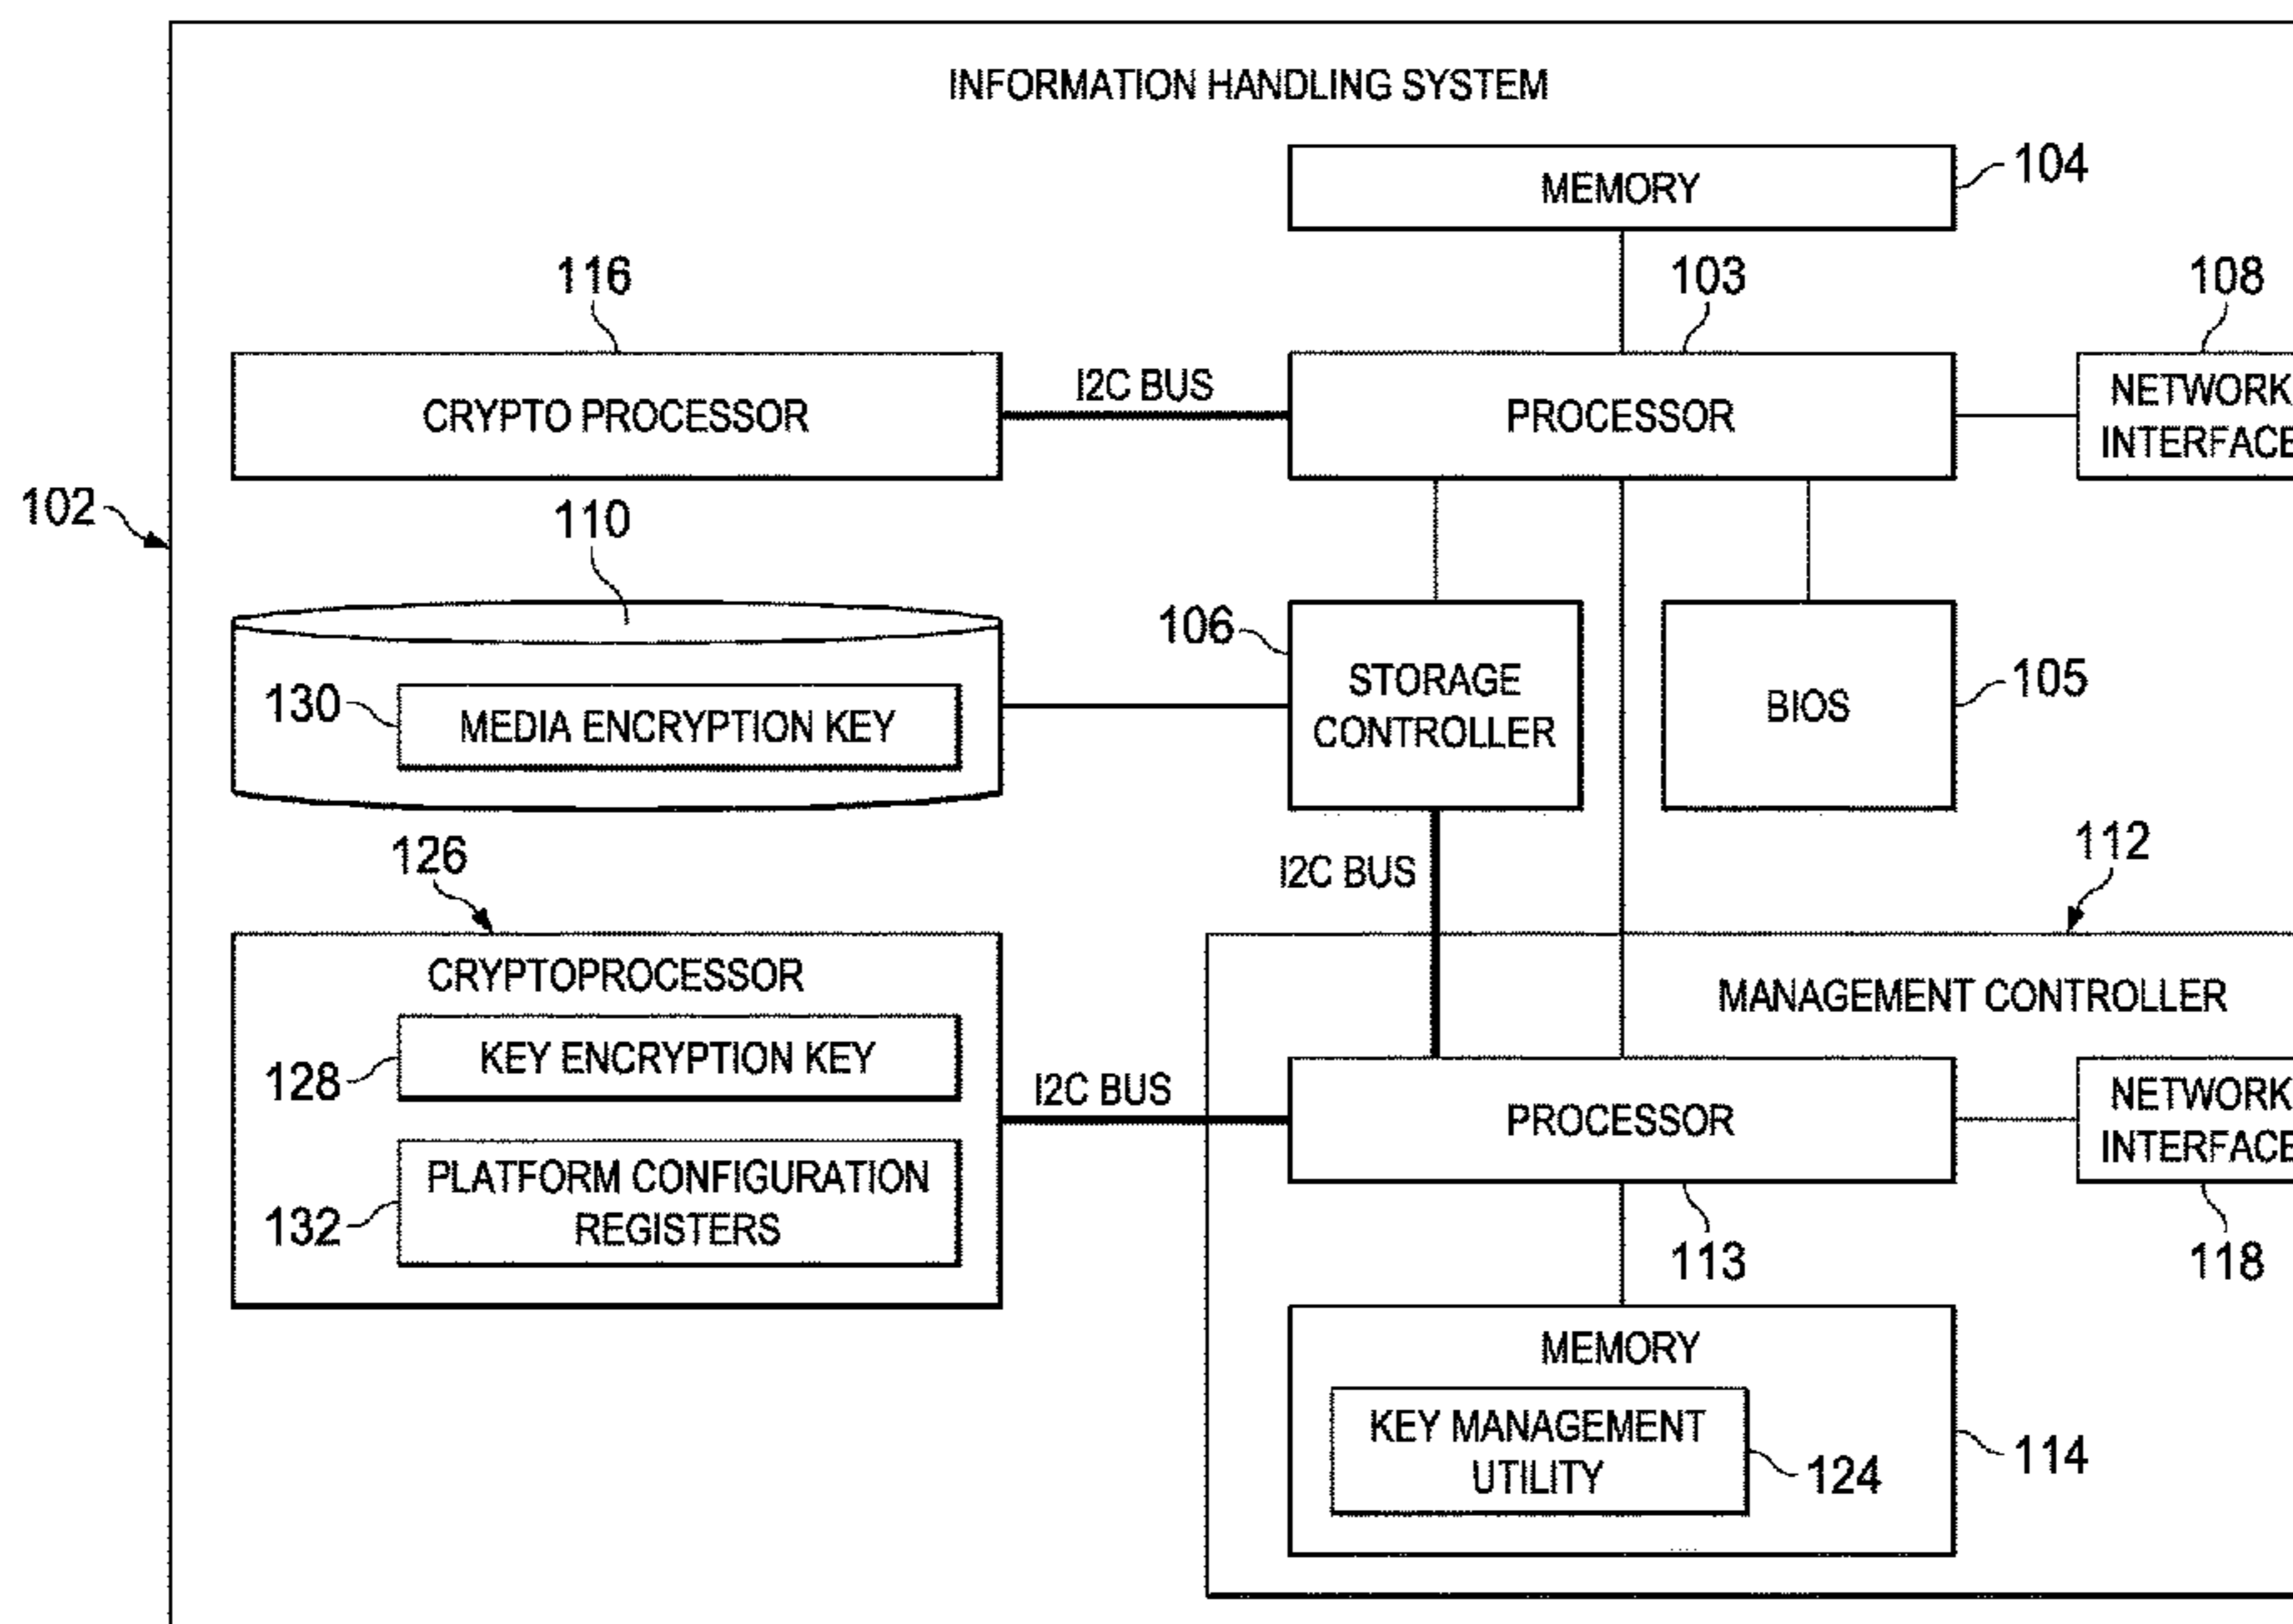 INFORMATION HANDLING SYSTEM
MEMORY
104
116
103
108
CRYPTO PROCESSOR
I2C BUS
PROCESSOR
NETWORK
INTERFACE
102
110
106
STORAGE
CONTROLLER
BIOS
105
130
MEDIA ENCRYPTION KEY
126
I2C BUS
112
CRYPTOPROCESSOR
MANAGEMENT CONTROLLER
128
KEY ENCRYPTION KEY
I2C BUS
PROCESSOR
NETWORK
INTERFACE
132
PLATFORM CONFIGURATION
REGISTERS
113
118
MEMORY
KEY MANAGEMENT
UTILITY
124
114